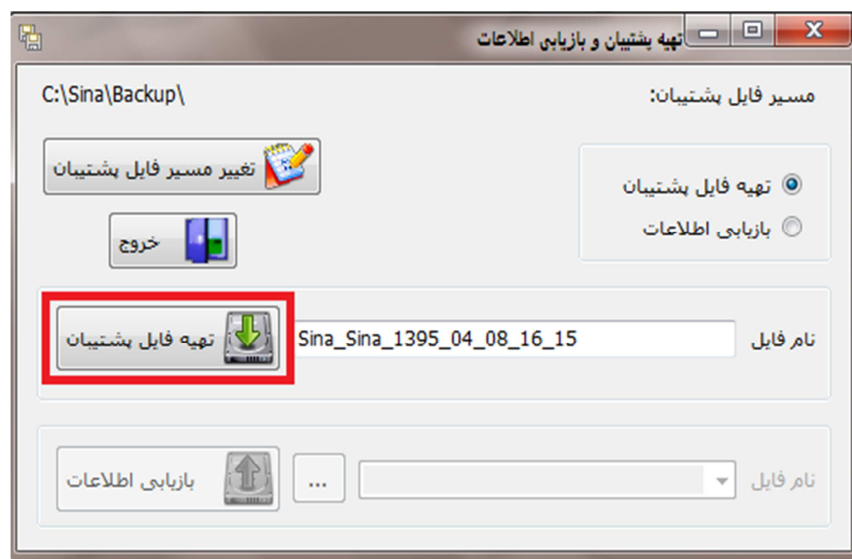 تهیه پشتیبان و بازیابی اطلاعات
مسیر فایل پشتیبان:
C:\Sina\Backup\
تغییر مسیر فایل پشتیبان
تهیه فایل پشتیبان
بازیابی اطلاعات
خروج
نام فایل
Sina_Sina_1395_04_08_16_15
تهیه فایل پشتیبان
نام فایل
...
بازیابی اطلاعات